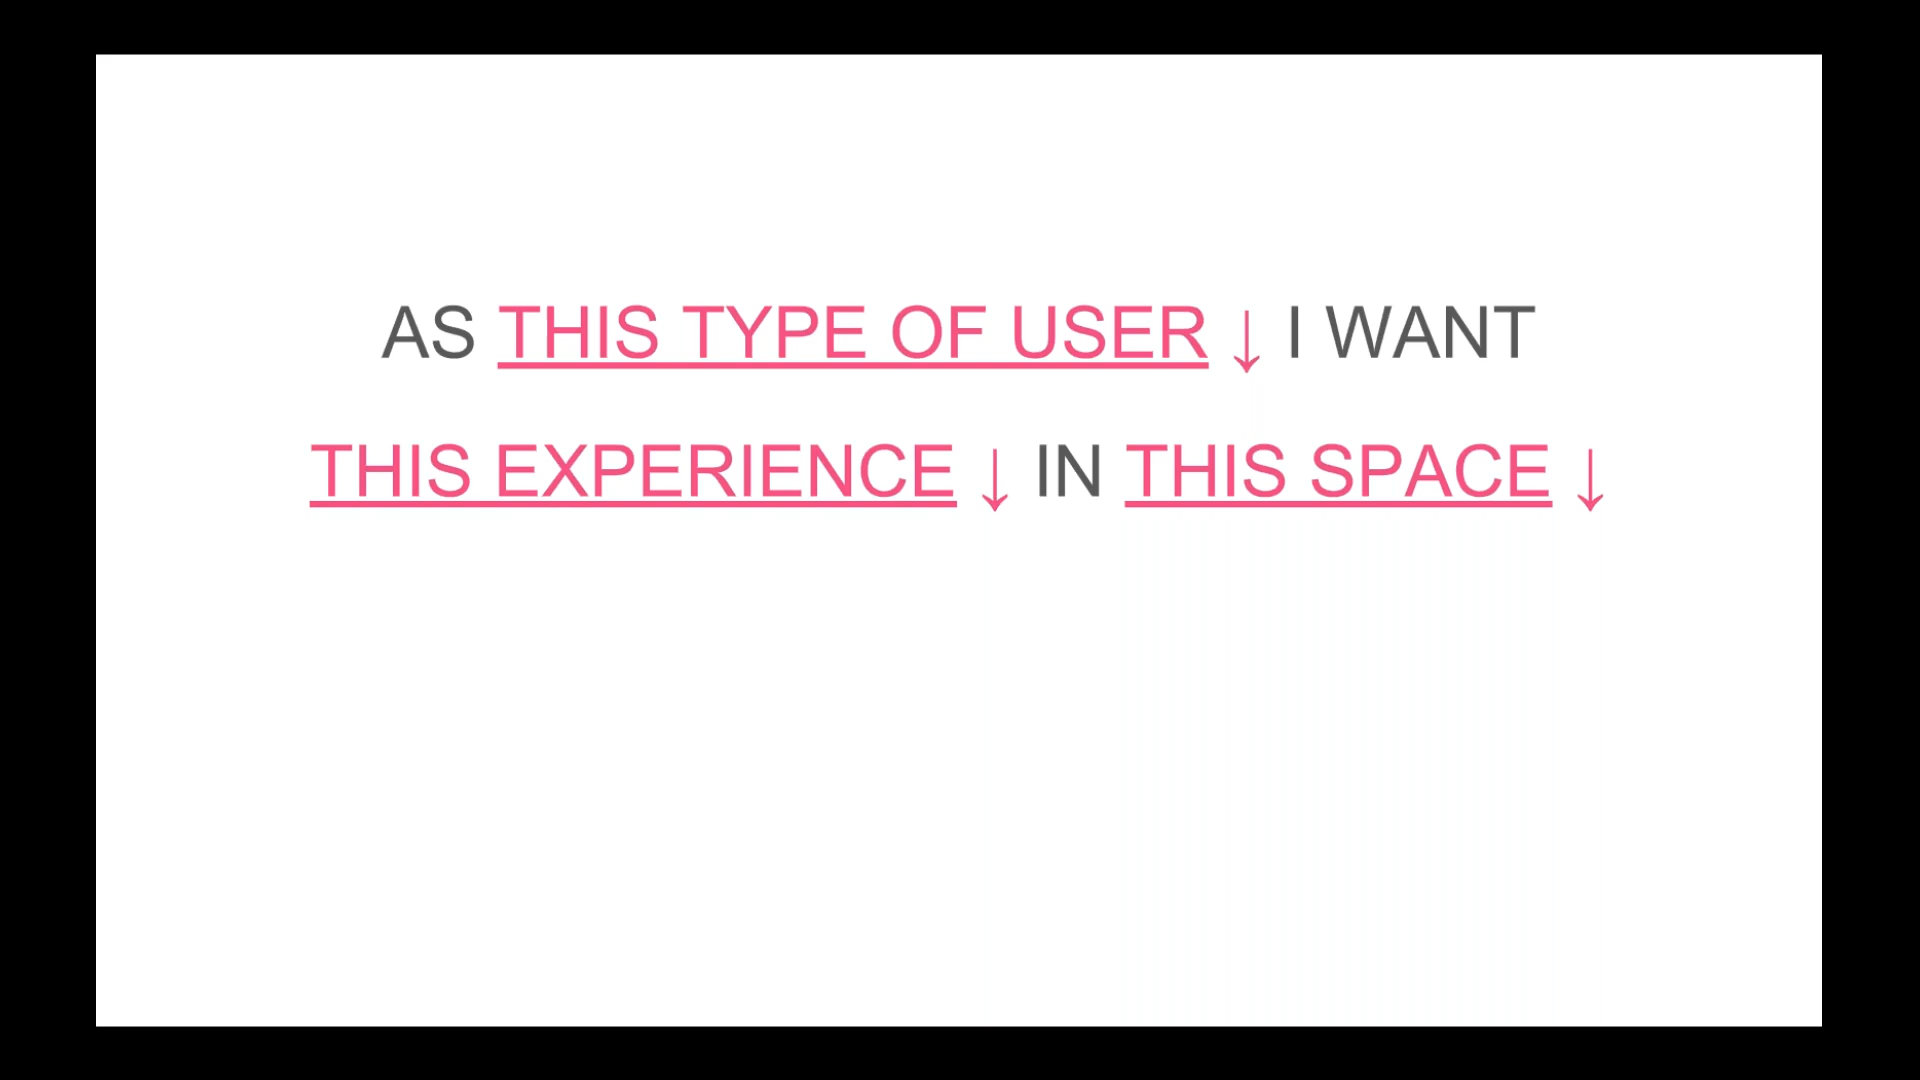 AS THIS TYPE OF USER ↓ I WANT
THIS EXPERIENCE ↓ IN THIS SPACE ↓